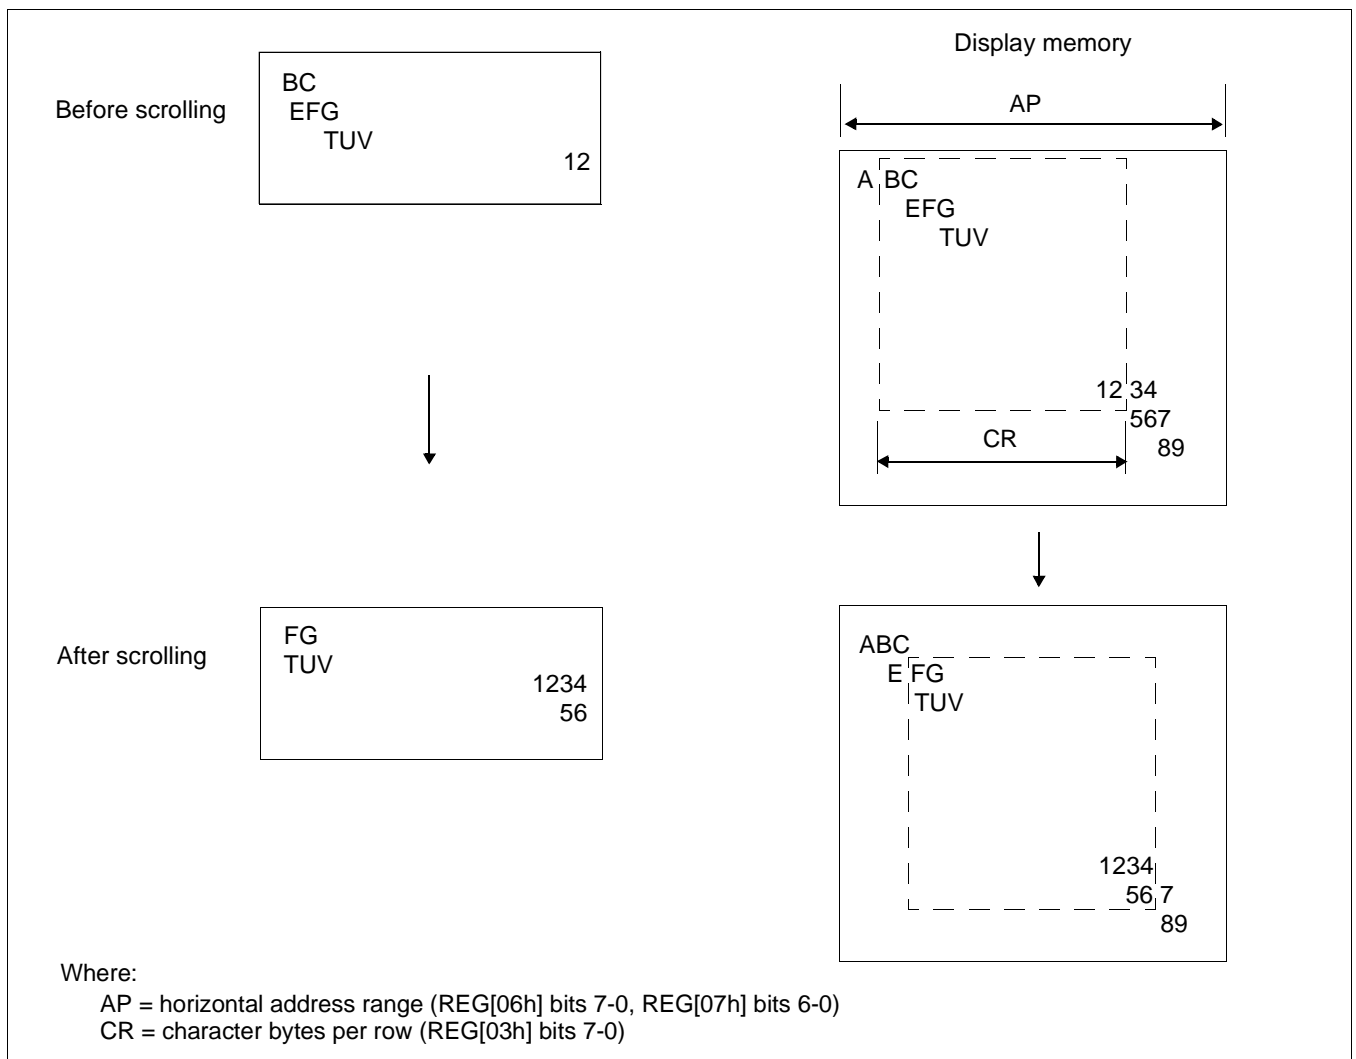 Display memory
Before scrolling
BC
EFG
TUV
12
AP
A BC
EFG
TUV
12 34
567
89
CR
After scrolling
FG
TUV
1234
56
ABC
E FG
TUV
1234
56 7
89
Where:
AP = horizontal address range (REG[06h] bits 7-0, REG[07h] bits 6-0)
CR = character bytes per row (REG[03h] bits 7-0)